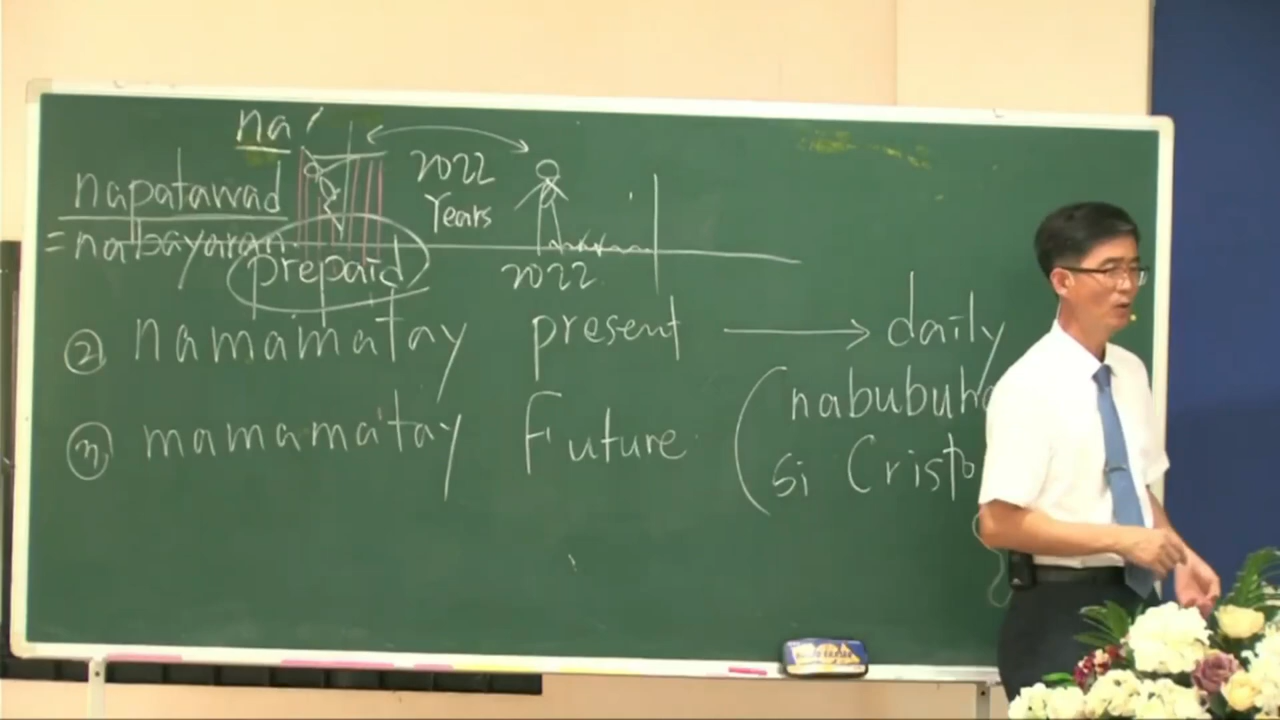 na'
napatawad
= nabayaran
prepaid
2022
Years
2022
② namamatay present → daily
③ mamamatay Future
(nabubuh
si Cristo